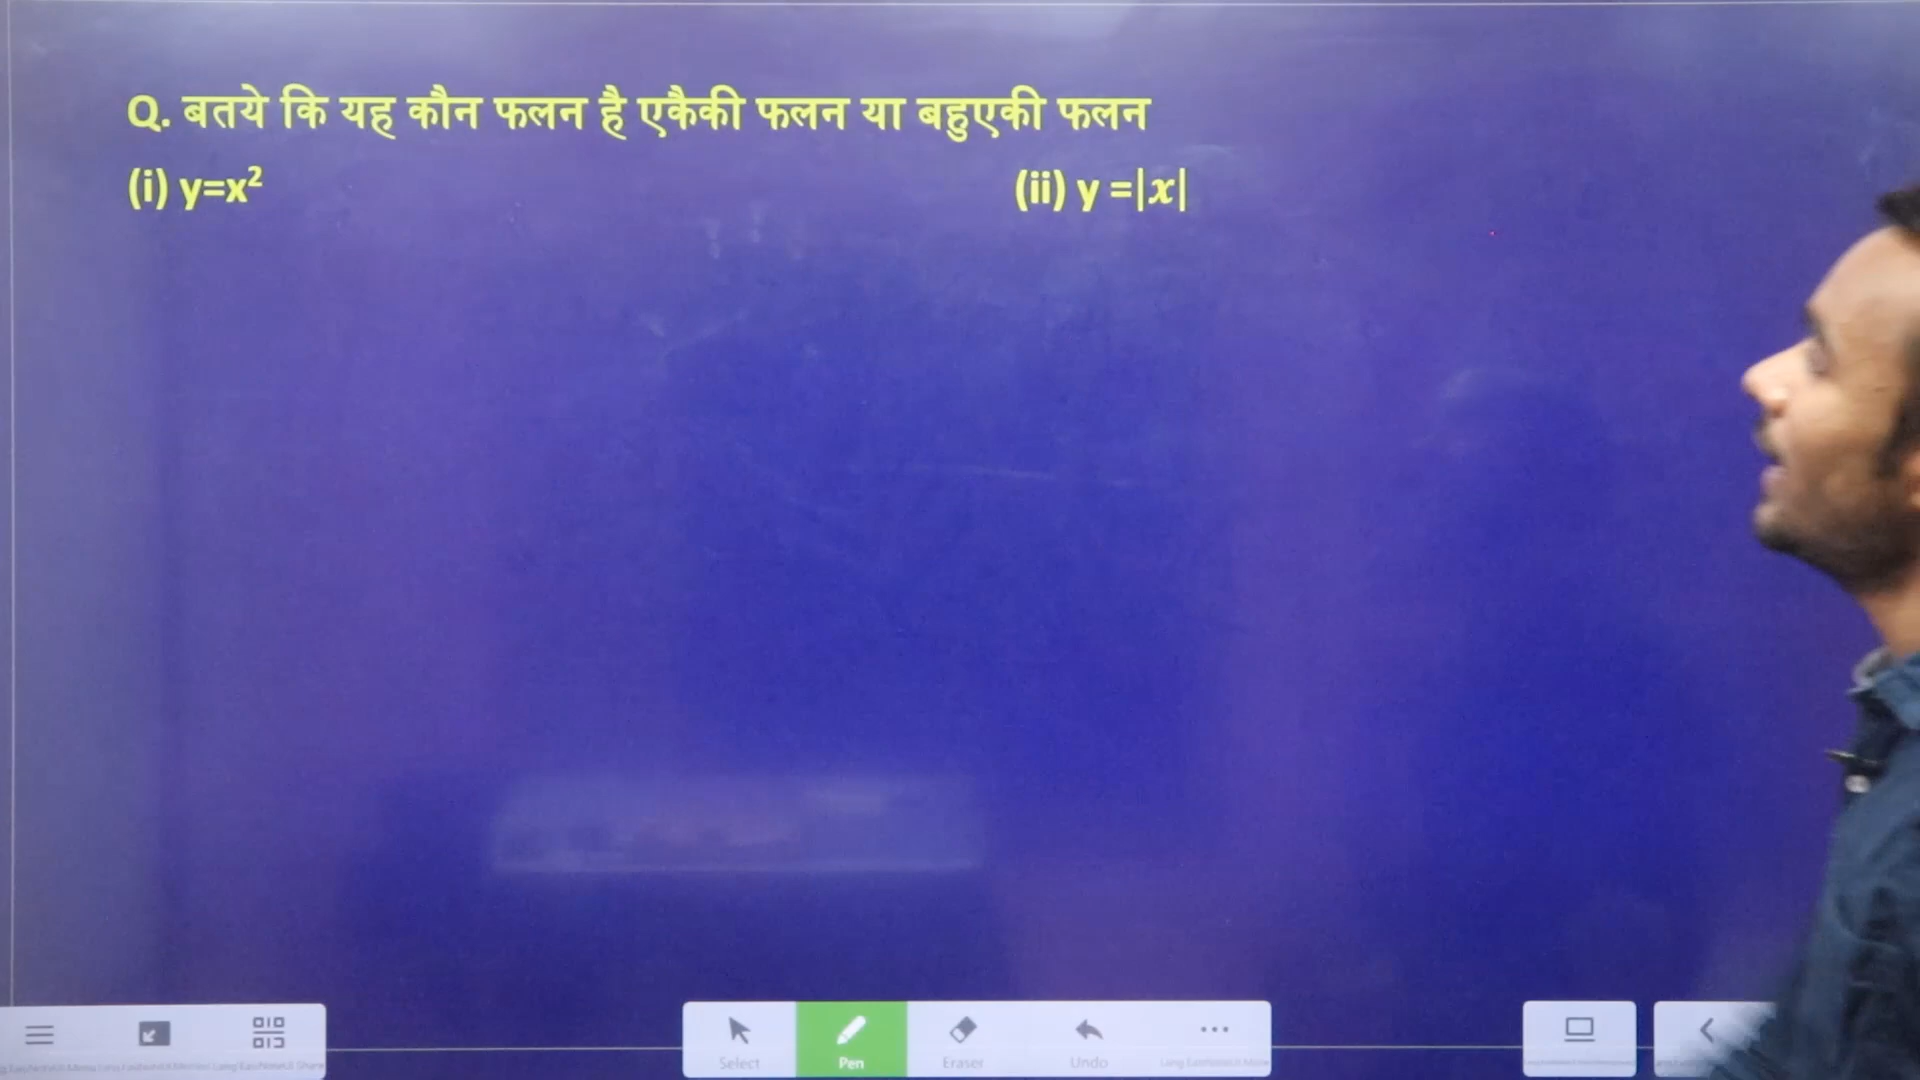 Q. बतये कि यह कौन फलन है एकैकी फलन या बहुएकी फलन
(i) y=x² (ii) y =|x|
Select Pen Eraser Undo